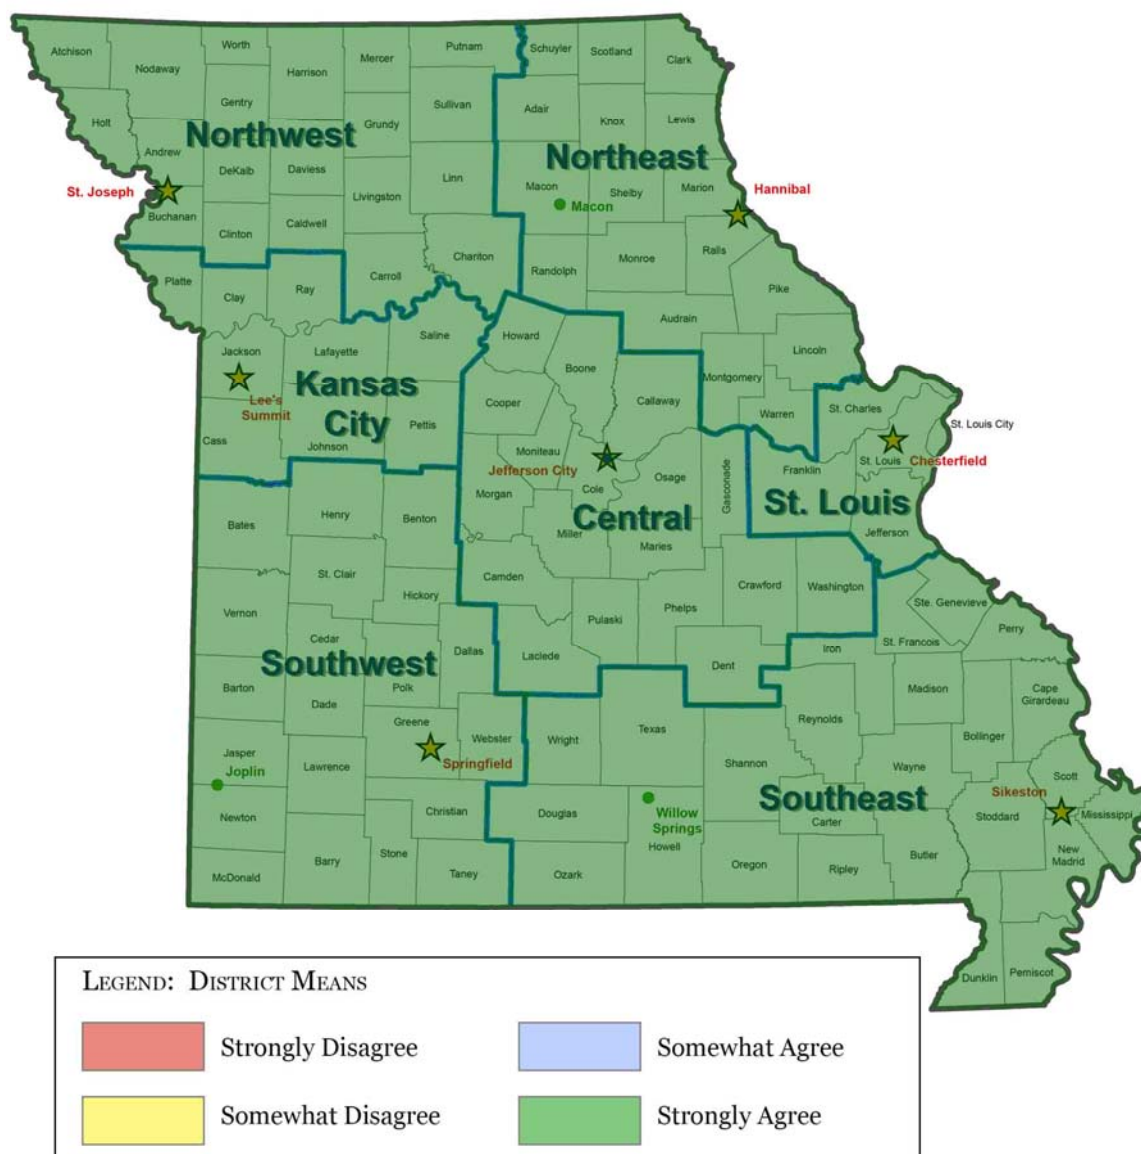 Atchison
Nodaway
Worth
Harrison
Mercer
Putnam
Schuyler
Scotland
Clark
Holt
Gentry
Grundy
Sullivan
Adair
Knox
Lewis
Northwest
Northeast
Andrew
DeKalb
Daviess
Livingston
Linn
Macon
Shelby
Marion
Hannibal
St. Joseph
Macon
Buchanan
Clinton
Caldwell
Chariton
Randolph
Monroe
Ralls
Platte
Clay
Ray
Carroll
Pike
Audrain
Saline
Howard
Lincoln
Jackson
Lafayette
Boone
Montgomery
Kansas
City
Lee's
Summit
Cooper
Callaway
Warren
St. Charles
St. Louis City
Pettis
Cass
Johnson
Moniteau
Jefferson City
Cole
Osage
Gasconade
Franklin
St. Louis
Chesterfield
Morgan
Central
St. Louis
Bates
Henry
Benton
Miller
Maries
Jefferson
St. Clair
Camden
Crawford
Washington
Hickory
Pulaski
Phelps
Ste. Genevieve
Vernon
Cedar
Dallas
Laclede
Dent
Iron
St. Francois
Perry
Southwest
Barton
Dade
Polk
Madison
Cape
Girardeau
Greene
Webster
Wright
Texas
Reynolds
Bollinger
Jasper
Joplin
Lawrence
Springfield
Shannon
Wayne
Scott
Southeast
Sikeston
Newton
Christian
Douglas
Willow
Springs
Howell
Carter
Stoddard
Mississippi
McDonald
Barry
Stone
Taney
Ozark
Oregon
Ripley
Butler
New
Madrid
Dunklin
Pemiscot
LEGEND: DISTRICT MEANS
Strongly Disagree
Somewhat Agree
Somewhat Disagree
Strongly Agree